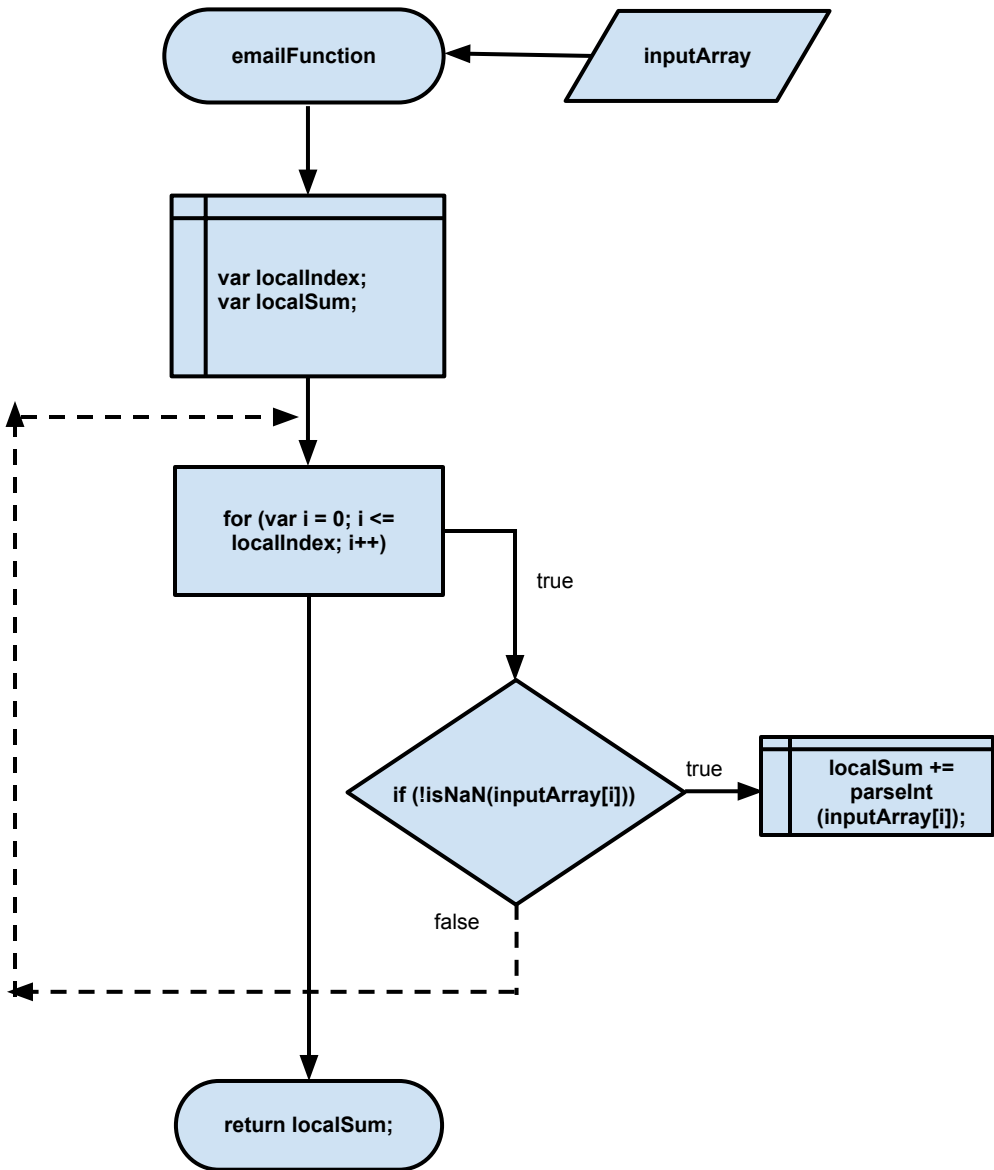 emailFunction
inputArray
var localIndex;
var localSum;
for (var i = 0; i <=
localIndex; i++)
true
if (!isNaN(inputArray[i]))
true
localSum +=
parseInt
(inputArray[i]);
false
return localSum;